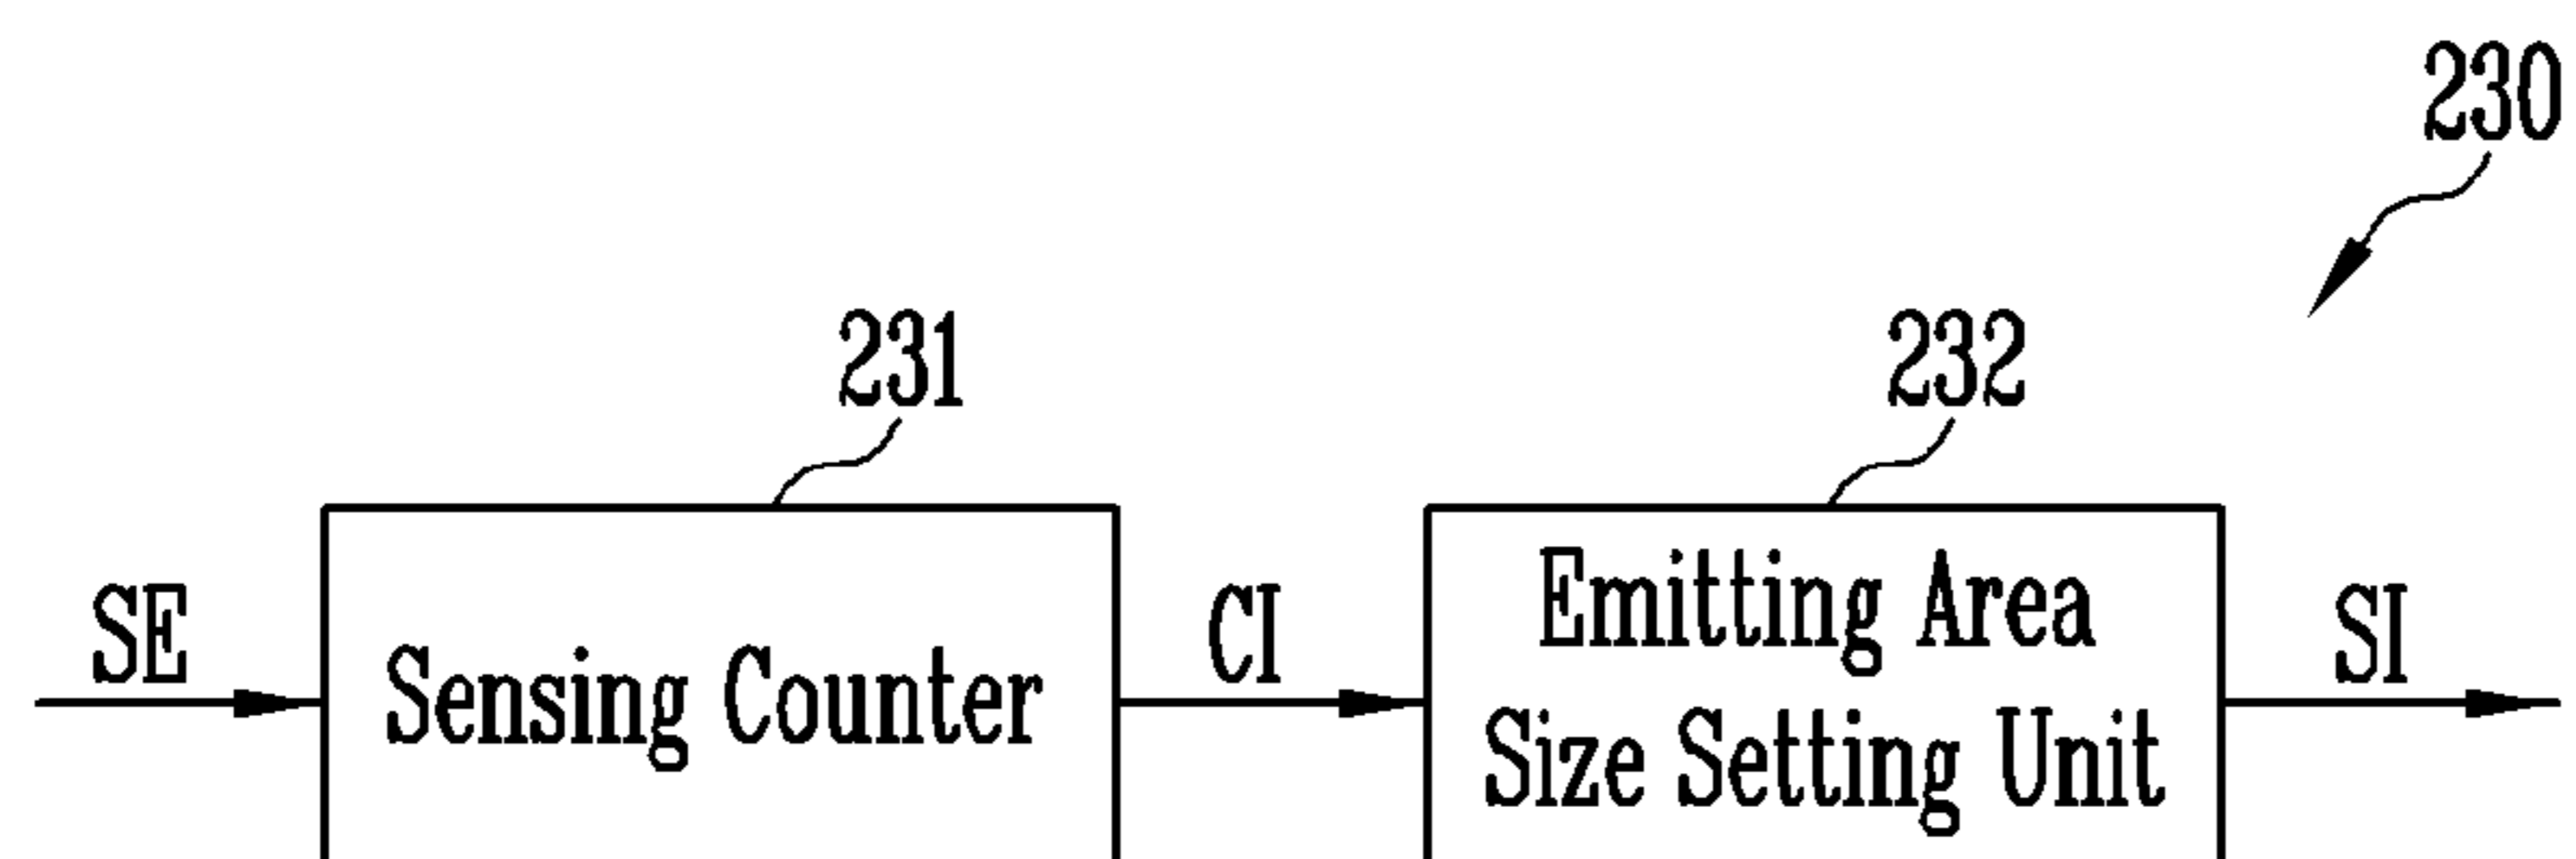 230
231
232
SE
Sensing Counter
CI
Emitting Area
Size Setting Unit
SI